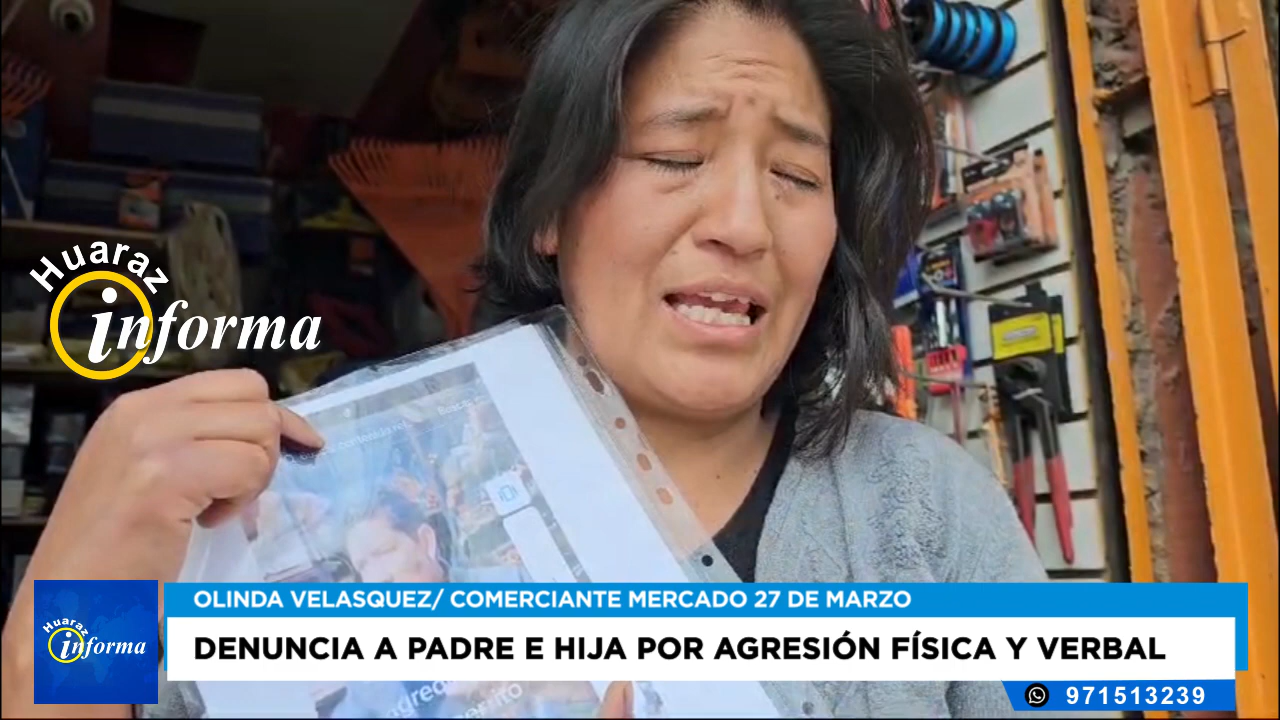 Huaraz
informa
Huaraz
informa
OLINDA VELASQUEZ/ COMERCIANTE MERCADO 27 DE MARZO
DENUNCIA A PADRE E HIJA POR AGRESIÓN FÍSICA Y VERBAL
971513239